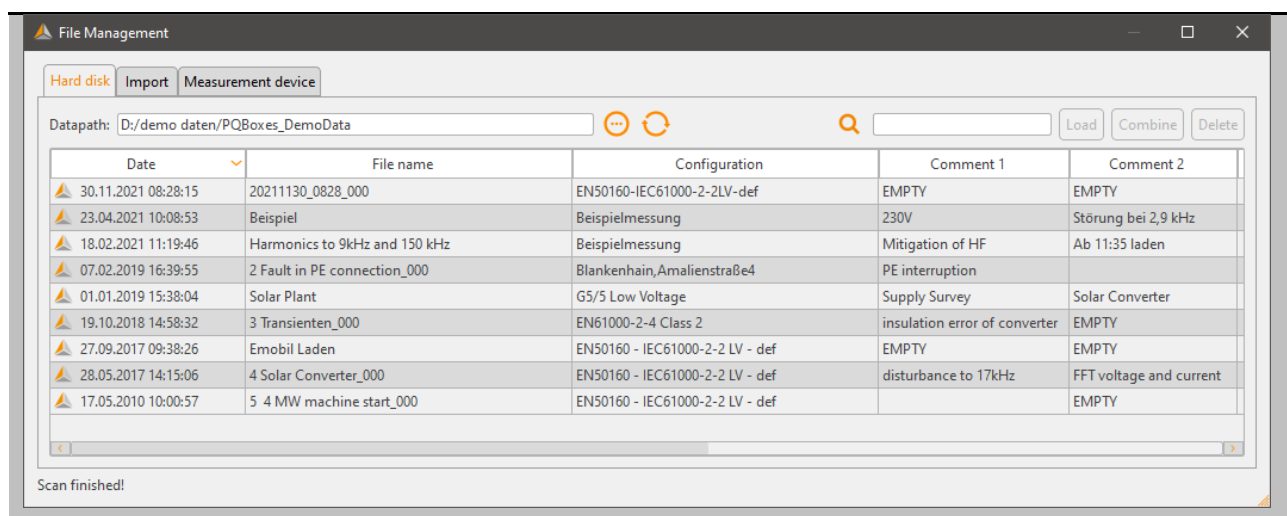 File Management
Hard disk Import Measurement device
Datapath: D:/demo daten/PQBoxes_DemoData Load Combine Delete
Date File name Configuration Comment 1 Comment 2
30.11.2021 08:28:15 20211130_0828_000 EN50160-IEC61000-2-2LV-def EMPTY EMPTY
23.04.2021 10:08:53 Beispiel Beispielmessung 230V Störung bei 2,9 kHz
18.02.2021 11:19:46 Harmonics to 9kHz and 150 kHz Beispielmessung Mitigation of HF Ab 11:35 laden
07.02.2019 16:39:55 2 Fault in PE connection_000 Blankenhain,Amalienstraße4 PE interruption
01.01.2019 15:38:04 Solar Plant G5/5 Low Voltage Supply Survey Solar Converter
19.10.2018 14:58:32 3 Transienten_000 EN61000-2-4 Class 2 insulation error of converter EMPTY
27.09.2017 09:38:26 Emobil Laden EN50160 - IEC61000-2-2 LV - def EMPTY EMPTY
28.05.2017 14:15:06 4 Solar Converter_000 EN50160 - IEC61000-2-2 LV - def disturbance to 17kHz FFT voltage and current
17.05.2010 10:00:57 5 4 MW machine start_000 EN50160 - IEC61000-2-2 LV - def EMPTY
Scan finished!